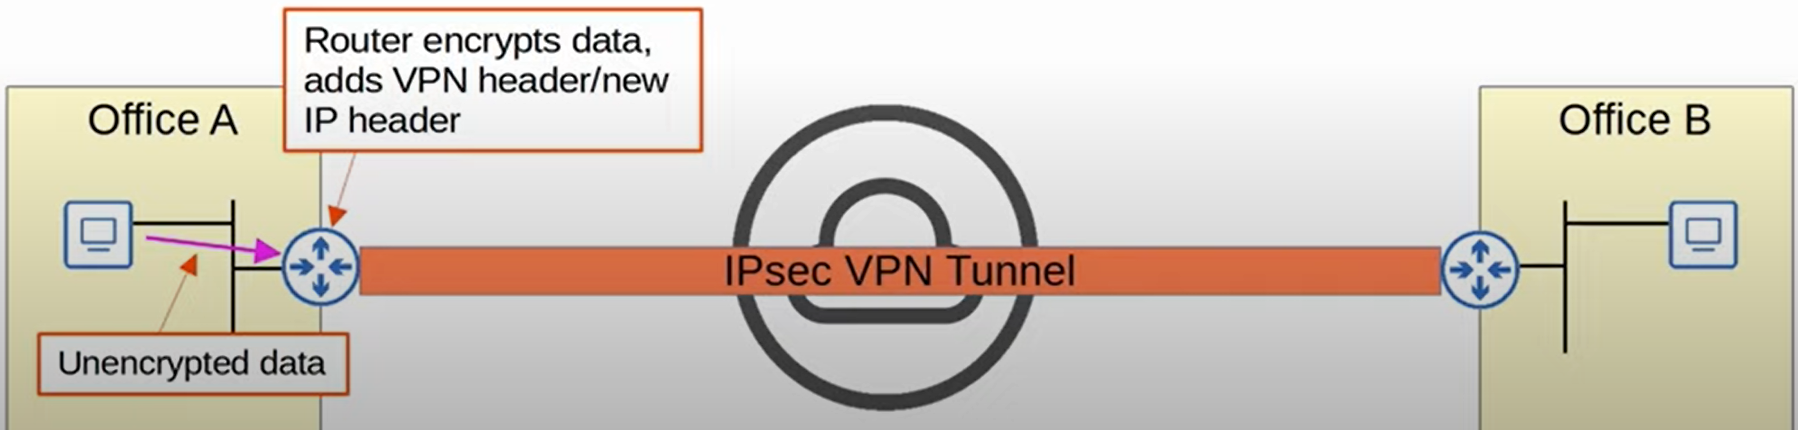 Router encrypts data,
adds VPN header/new
IP header
Office A
Office B
IPsec VPN Tunnel
Unencrypted data